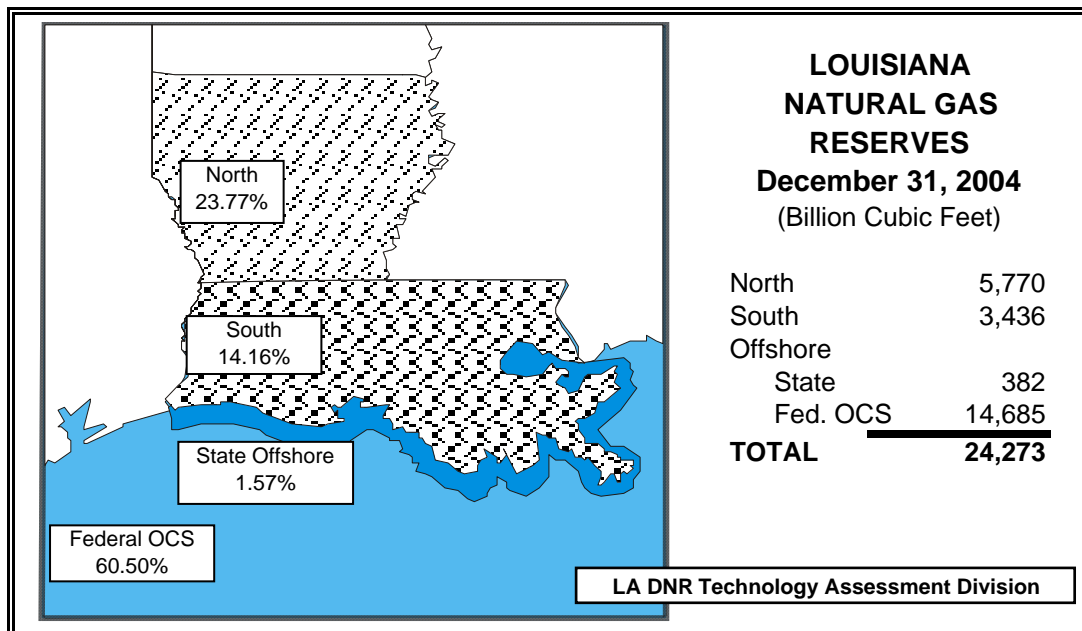 LOUISIANA
NATURAL GAS
RESERVES
December 31, 2004
(Billion Cubic Feet)
North 5,770
South 3,436
Offshore
State 382
Fed. OCS 14,685
TOTAL 24,273
North
23.77%
South
14.16%
State Offshore
1.57%
Federal OCS
60.50%
LA DNR Technology Assessment Division